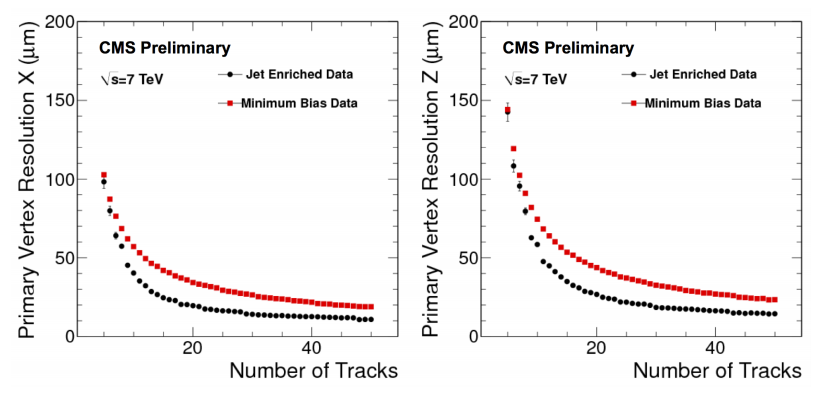 Primary Vertex Resolution X (μm)
200
150
100
50
0
CMS Preliminary
√s=7 TeV
Jet Enriched Data
Minimum Bias Data
20
40
Number of Tracks
Primary Vertex Resolution Z (μm)
200
150
100
50
0
CMS Preliminary
√s=7 TeV
Jet Enriched Data
Minimum Bias Data
20
40
Number of Tracks